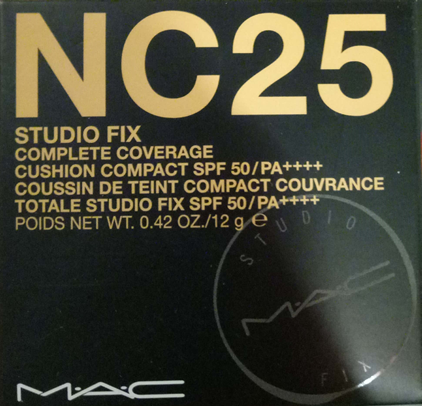 NC25
STUDIO FIX
COMPLETE COVERAGE
CUSHION COMPACT SPF 50/PA++++
COUSSIN DE TEINT COMPACT COUVRANCE
TOTALE STUDIO FIX SPF 50/PA++++
POIDS NET WT. 0.42 OZ./12 g ℮
STUDIO
M·A·C
FIX
M·A·C